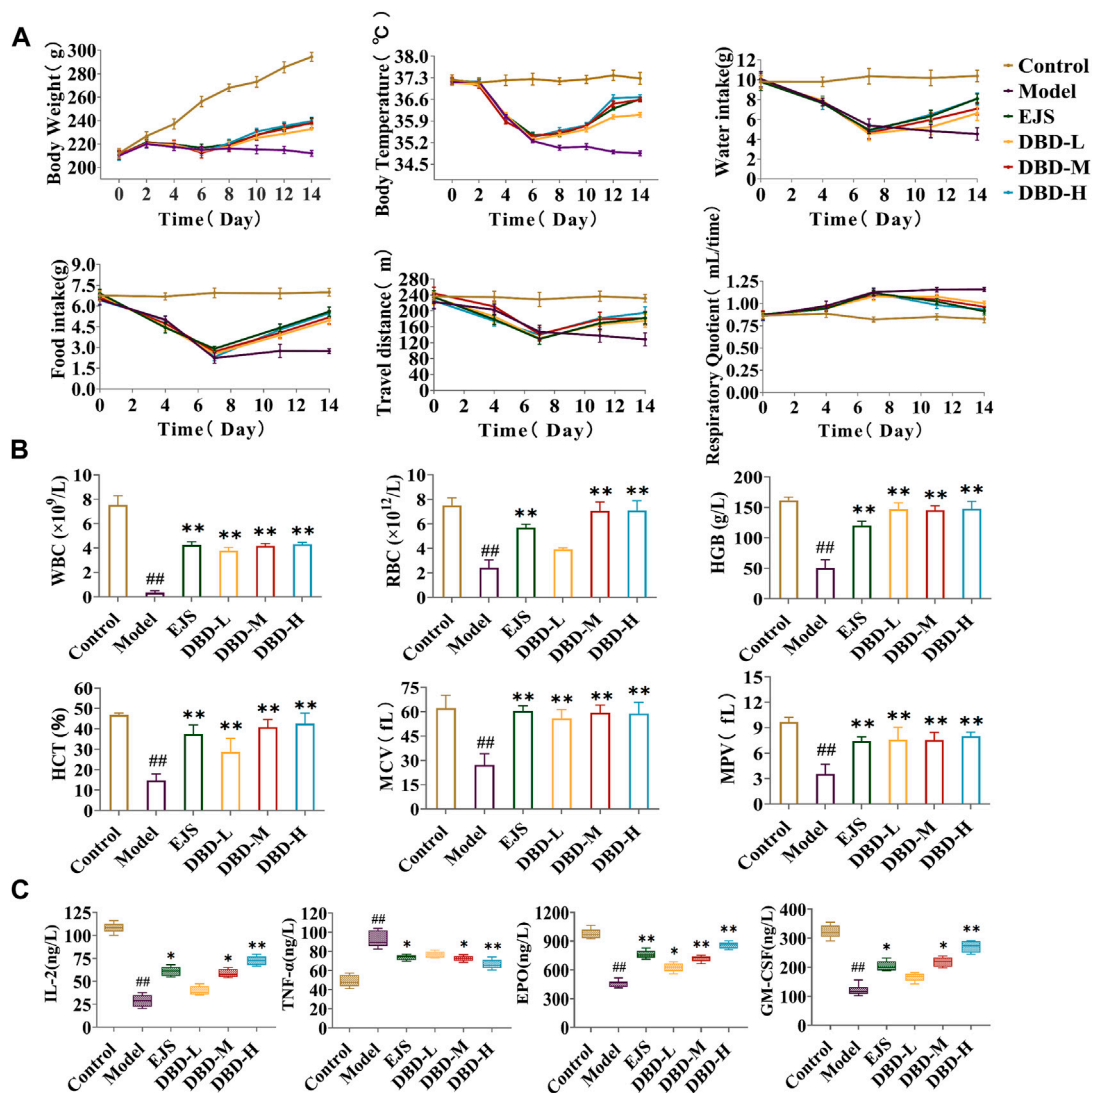 A
Body Weight( g)
300
280
260
240
220
200
0 2 4 6 8 10 12 14
Time( Day)
Body Temperature( ℃)
38.0
37.3
36.6
35.9
35.2
34.5
0 2 4 6 8 10 12 14
Time( Day)
Water intake(g)
12
10
8
6
4
2
0
0 2 4 6 8 10 12 14
Time( Day)
Control
Model
EJS
DBD-L
DBD-M
DBD-H
Food intake(g)
9.0
7.5
6.0
4.5
3.0
1.5
0.0
0 2 4 6 8 11 12 14
Time( Day)
Travel distance( m)
280
240
200
160
120
80
40
0
0 2 4 6 8 10 12 14
Time( Day)
Respiratory Quotient( mL/time)
1.25
1.00
0.75
0.50
0.25
0.00
0 2 4 6 8 10 12 14
Time( Day)
B
WBC (×10⁹/L)
10
8
6
4
2
0
## ** ** ** **
Control Model EJS DBD-L DBD-M DBD-H
RBC (×10¹²/L)
10
8
6
4
2
0
## ** ** **
Control Model EJS DBD-L DBD-M DBD-H
HGB (g/L)
200
150
100
50
0
## ** ** ** **
Control Model EJS DBD-L DBD-M DBD-H
HCT (%)
60
50
40
30
20
10
0
## ** ** ** **
Control Model EJS DBD-L DBD-M DBD-H
MCV( fL)
75
60
45
30
15
0
## ** ** ** **
Control Model EJS DBD-L DBD-M DBD-H
MPV( fL)
15
12
9
6
3
0
## ** ** ** **
Control Model EJS DBD-L DBD-M DBD-H
C
IL-2(ng/L)
125
100
75
50
25
0
## * * **
Control Model EJS DBD-L DBD-M DBD-H
TNF-α(ng/L)
120
100
80
60
40
20
0
## * * **
Control Model EJS DBD-L DBD-M DBD-H
EPO(ng/L)
1200
900
600
300
0
## ** * ** **
Control Model EJS DBD-L DBD-M DBD-H
GM-CSF(ng/L)
400
300
200
100
0
## * * **
Control Model EJS DBD-L DBD-M DBD-H